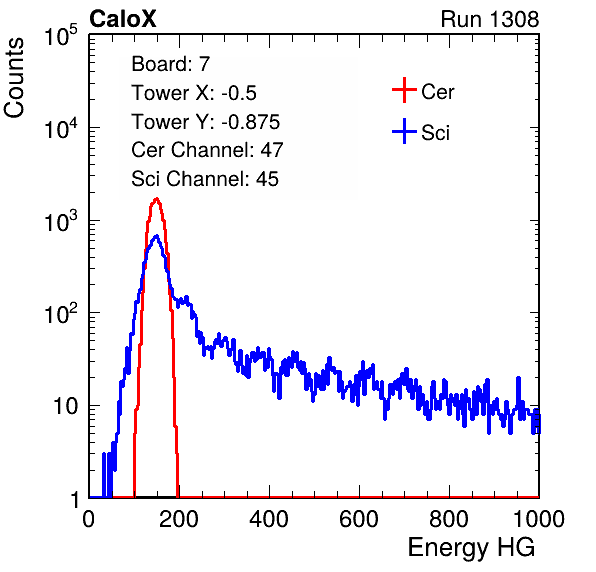 CaloX Run 1308
Counts
Board: 7
Tower X: -0.5
Tower Y: -0.875
Cer Channel: 47
Sci Channel: 45
Cer
Sci
10^5
10^4
10^3
10^2
10
1
0 200 400 600 800 1000
Energy HG